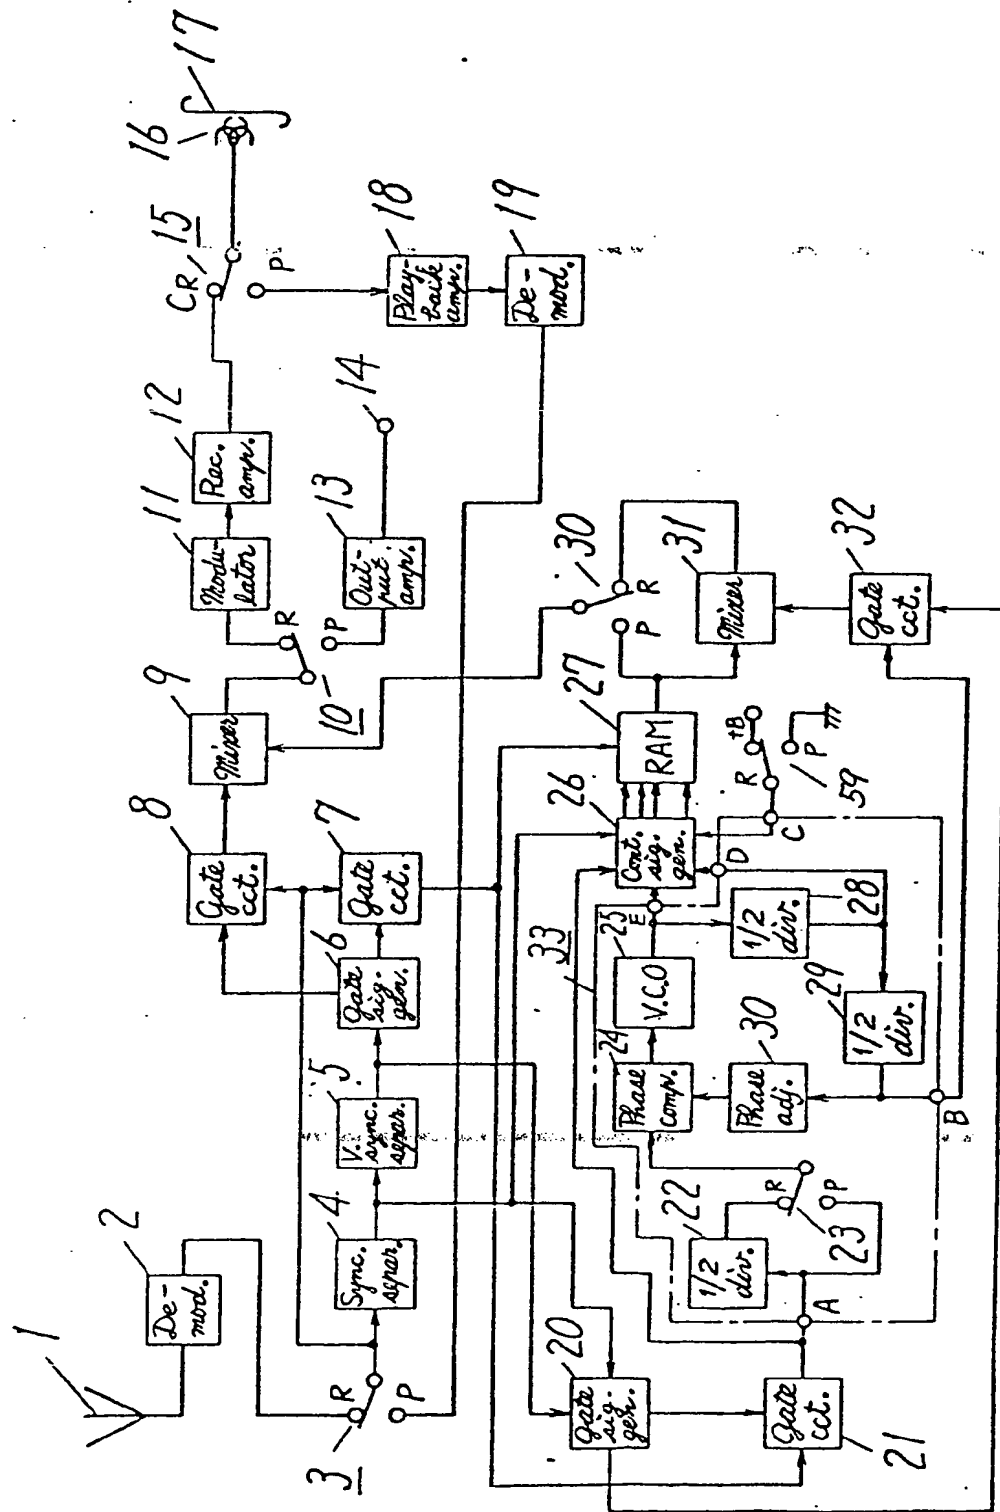 1
2
De-
mod.
3
R
P
4
Sync.
separ.
5
V.
sync.
separ.
6
Gate
sig.
gen.
7
Gate
cct.
8
Gate
cct.
9
Mixer
10
R
P
11
Modu-
lator
12
Rac.
amp.
13
Out-
put.
amp.
14
15
CR
P
16
17
18
Play-
back
amp.
19
De-
mod.
20
Gate
sig.
gen.
21
Gate
cct.
A
22
1/2
div.
23
R
P
33
24
Phase
comp.
25
V.C.O
E
26
Cont.
sig.
gen.
27
RAM
30
P
R
31
Mixer
32
Gate
cct.
30
Phase
adj.
29
1/2
div.
28
1/2
div.
D
C
B
59
R
+B
P